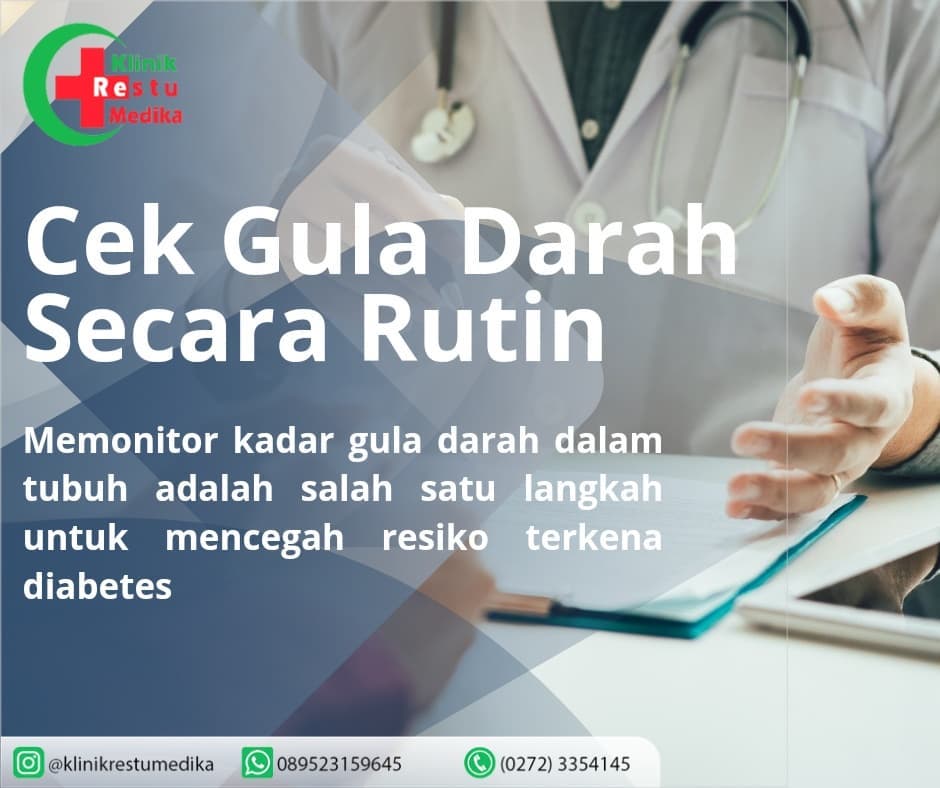 Klinik
Restu
Medika
Cek Gula Darah
Secara Rutin
Memonitor kadar gula darah dalam
tubuh adalah salah satu langkah
untuk mencegah resiko terkena
diabetes
@klinikrestumedika 089523159645 (0272) 3354145